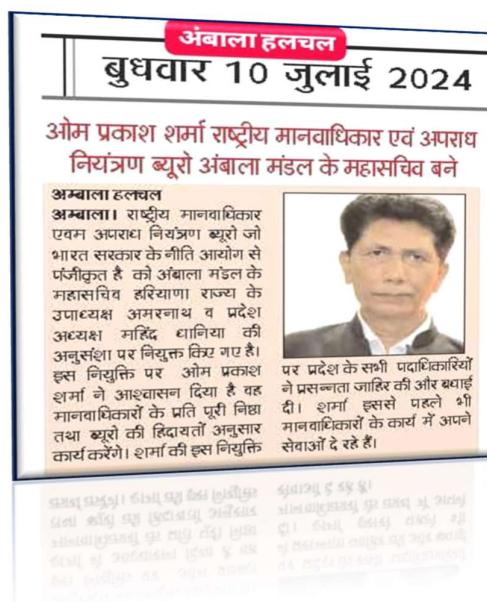 अंबाला हलचल
बुधवार 10 जुलाई 2024
ओम प्रकाश शर्मा राष्ट्रीय मानवाधिकार एवं अपराध
नियंत्रण ब्यूरो अंबाला मंडल के महासचिव बने
अम्बाला हलचल
अम्बाला। राष्ट्रीय मानवाधिकार
एवम अपराध नियंत्रण ब्यूरो जो
भारत सरकार के नीति आयोग से
पंजीकृत है को अंबाला मंडल के
महासचिव हरियाणा राज्य के
उपाध्यक्ष अमरनाथ व प्रदेश
अध्यक्ष महिंद्र धानिया की
अनुसंशा पर नियुक्त किए गए है।
इस नियुक्ति पर ओम प्रकाश
शर्मा ने आश्वासन दिया है वह
मानवाधिकारों के प्रति पूरी निष्ठा
तथा ब्यूरो की हिदायतों अनुसार
कार्य करेंगे। शर्मा की इस नियुक्ति
पर प्रदेश के सभी पदाधिकारियों
ने प्रसन्नता जाहिर की और बधाई
दी। शर्मा इससे पहले भी
मानवाधिकारों के कार्य में अपने
सेवाओं दे रहे हैं।